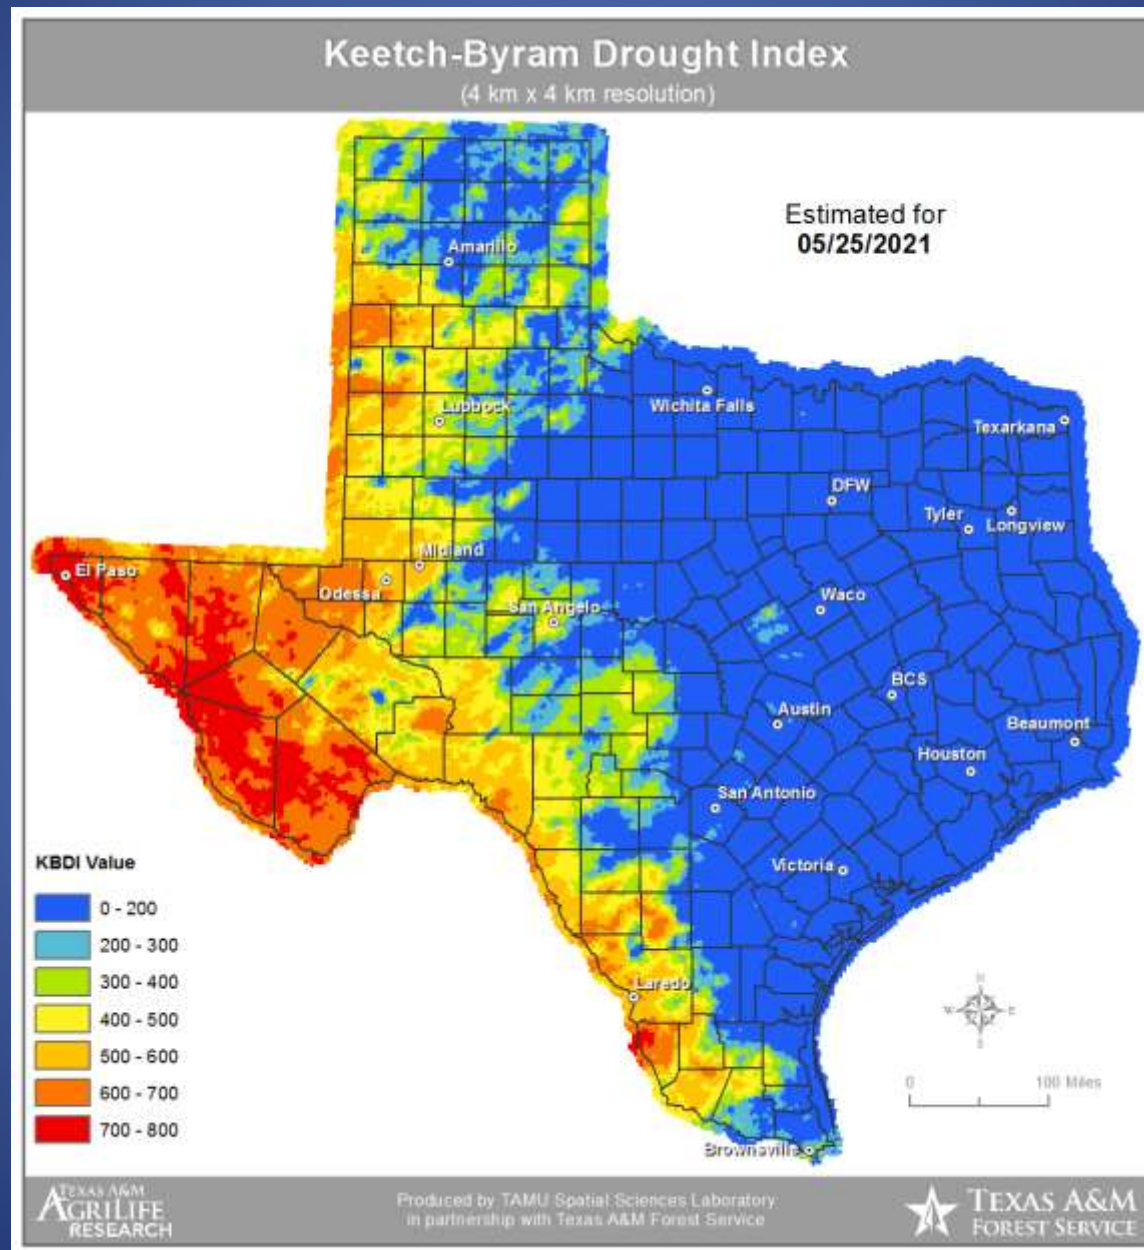 Keetch-Byram Drought Index
(4 km x 4 km resolution)
Estimated for
05/25/2021
Amarillo
Lubbock
Wichita Falls
Texarkana
DFW
Tyler
Longview
Midland
El Paso
Odessa
San Angelo
Waco
BCS
Austin
Beaumont
Houston
San Antonio
Victoria
KBDI Value
0 - 200
200 - 300
300 - 400
400 - 500
500 - 600
600 - 700
700 - 800
Laredo
N
W E
S
0 100 Miles
Brownsville
TEXAS A&M
AGRILIFE
RESEARCH
Produced by TAMU Spatial Sciences Laboratory
in partnership with Texas A&M Forest Service
TEXAS A&M
FOREST SERVICE